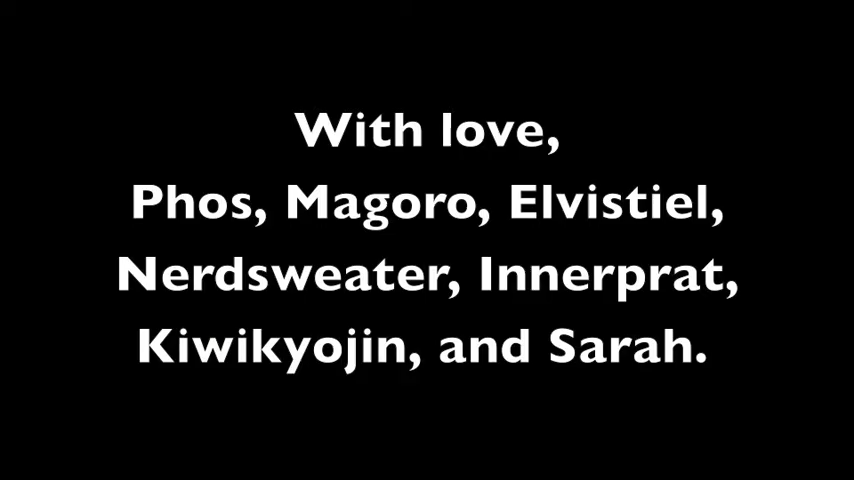 With love,
Phos, Magoro, Elvistiel,
Nerdsweater, Innerprat,
Kiwikyojin, and Sarah.